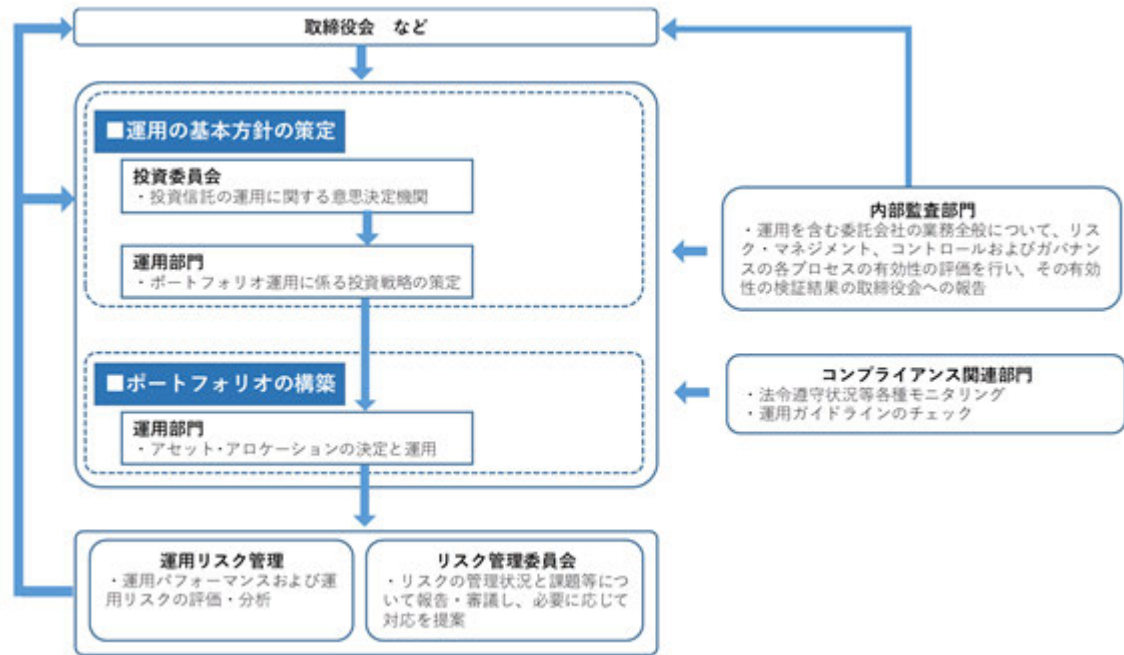 取締役会 など
■運用の基本方針の策定
投資委員会
・投資信託の運用に関する意思決定機関
運用部門
・ポートフォリオ運用に係る投資戦略の策定
■ポートフォリオの構築
運用部門
・アセット・アロケーションの決定と運用
内部監査部門
・運用を含む委託会社の業務全般について、リス
ク・マネジメント、コントロールおよびガバナン
スの各プロセスの有効性の評価を行い、その有効
性の検証結果の取締役会への報告
コンプライアンス関連部門
・法令遵守状況等各種モニタリング
・運用ガイドラインのチェック
運用リスク管理
・運用パフォーマンスおよび運
用リスクの評価・分析
リスク管理委員会
・リスクの管理状況と課題等につ
いて報告・審議し、必要に応じて
対応を提案